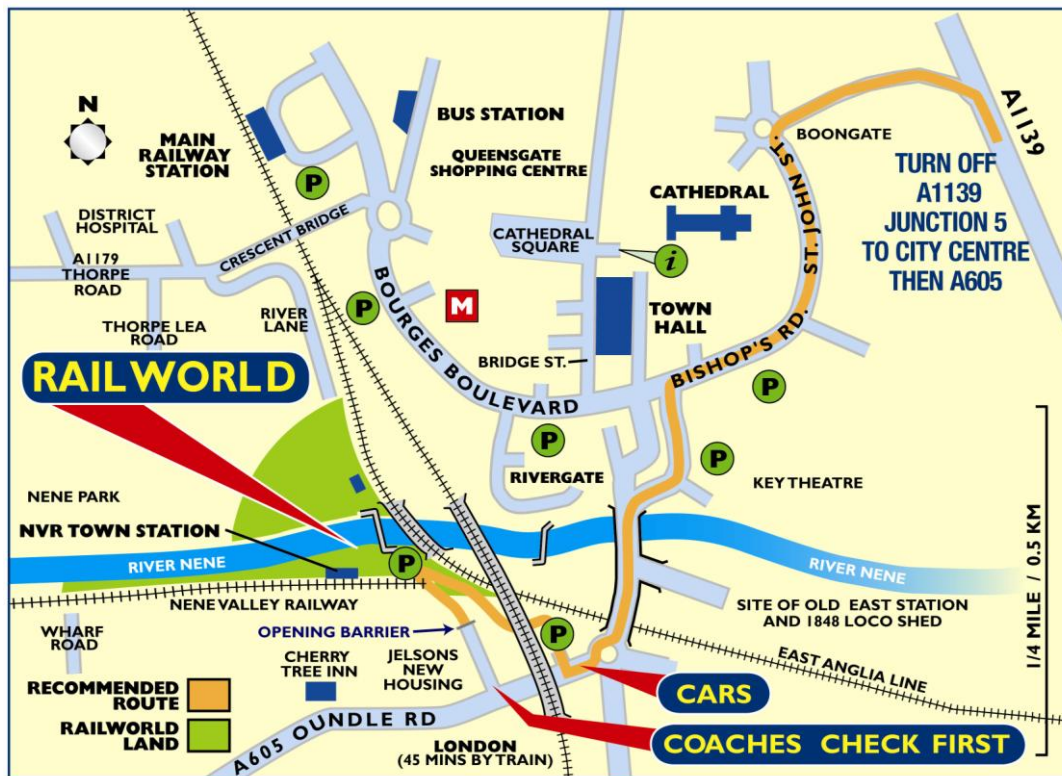 N
MAIN
RAILWAY
STATION
P
BUS STATION
QUEENSGATE
SHOPPING CENTRE
CATHEDRAL
CATHEDRAL
SQUARE
i
BOONGATE
A1139
TURN OFF
A1139
JUNCTION 5
TO CITY CENTRE
THEN A605
ST. JOHN ST.
DISTRICT
HOSPITAL
A1179
THORPE
ROAD
CRESCENT BRIDGE
THORPE LEA
ROAD
RIVER
LANE
P
M
BOURGES BOULEVARD
TOWN
HALL
BRIDGE ST.
BISHOP'S RD.
P
RAILWORLD
P
RIVERGATE
P
KEY THEATRE
NENE PARK
NVR TOWN STATION
RIVER NENE
P
RIVER NENE
NENE VALLEY RAILWAY
SITE OF OLD EAST STATION
AND 1848 LOCO SHED
WHARF
ROAD
OPENING BARRIER
P
CHERRY
TREE INN
JELSONS
NEW
HOUSING
EAST ANGLIA LINE
1/4 MILE / 0.5 KM
RECOMMENDED
ROUTE
RAILWORLD
LAND
A605 OUNDLE RD
CARS
COACHES CHECK FIRST
LONDON
(45 MINS BY TRAIN)